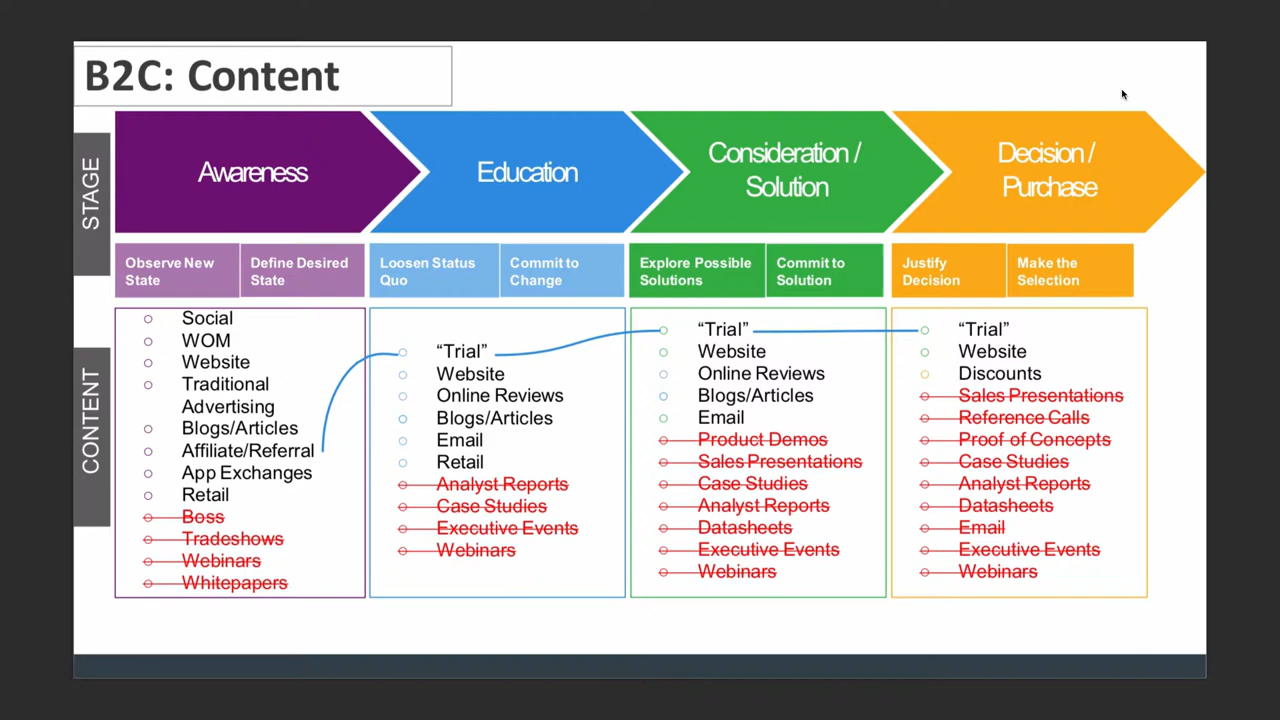 B2C: Content
STAGE
Awareness
Education
Consideration /
Solution
Decision /
Purchase
Observe New
State
Define Desired
State
Loosen Status
Quo
Commit to
Change
Explore Possible
Solutions
Commit to
Solution
Justify
Decision
Make the
Selection
CONTENT
Social
WOM
Website
Traditional
Advertising
Blogs/Articles
Affiliate/Referral
App Exchanges
Retail
Boss
Tradeshows
Webinars
Whitepapers
“Trial”
Website
Online Reviews
Blogs/Articles
Email
Retail
Analyst Reports
Case Studies
Executive Events
Webinars
“Trial”
Website
Online Reviews
Blogs/Articles
Email
Product Demos
Sales Presentations
Case Studies
Analyst Reports
Datasheets
Executive Events
Webinars
“Trial”
Website
Discounts
Sales Presentations
Reference Calls
Proof of Concepts
Case Studies
Analyst Reports
Datasheets
Email
Executive Events
Webinars